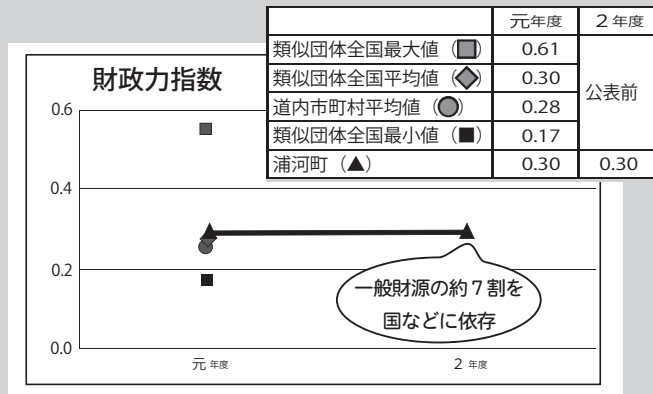 元年度 2年度
類似団体全国最大値（■） 0.61
類似団体全国平均値（◆） 0.30
道内市町村平均値（●） 0.28
公表前
類似団体全国最小値（■） 0.17
浦河町（▲） 0.30 0.30
財政力指数
0.6
0.4
0.2
0.0
一般財源の約7割を
国などに依存
元年度 2年度